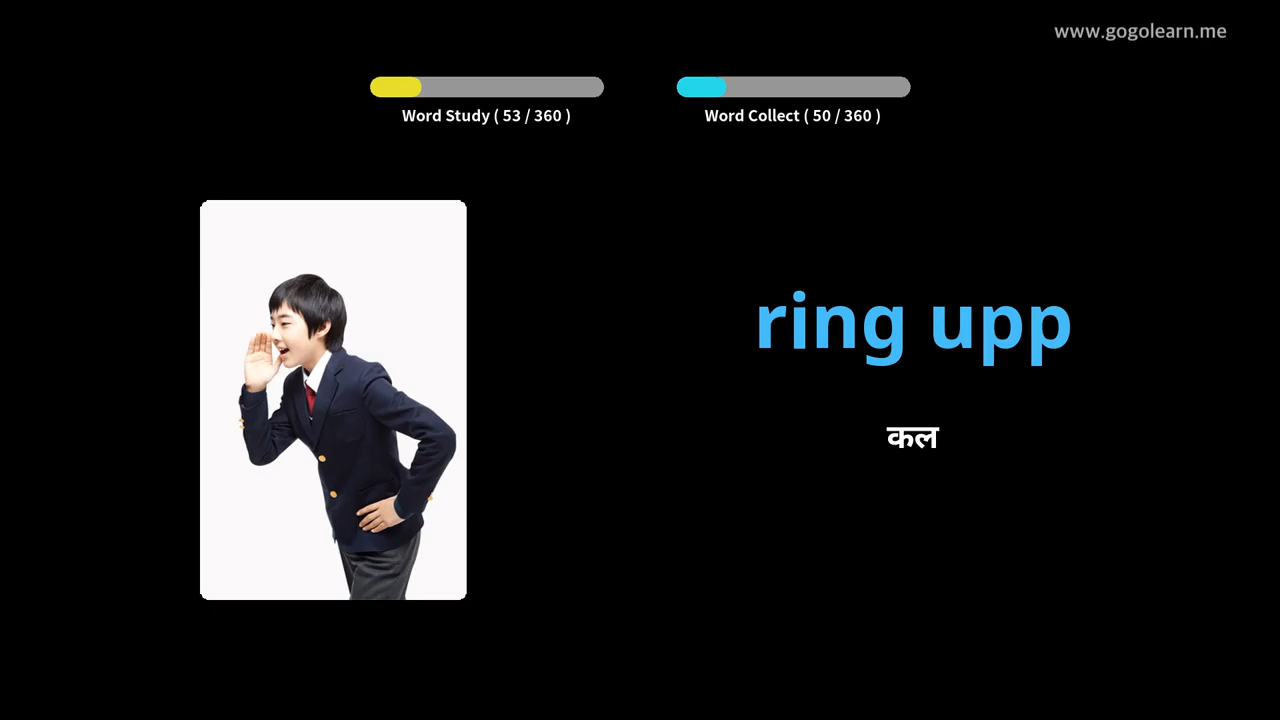 www.gogolearn.me
Word Study ( 53 / 360 )
Word Collect ( 50 / 360 )
ring upp
कल